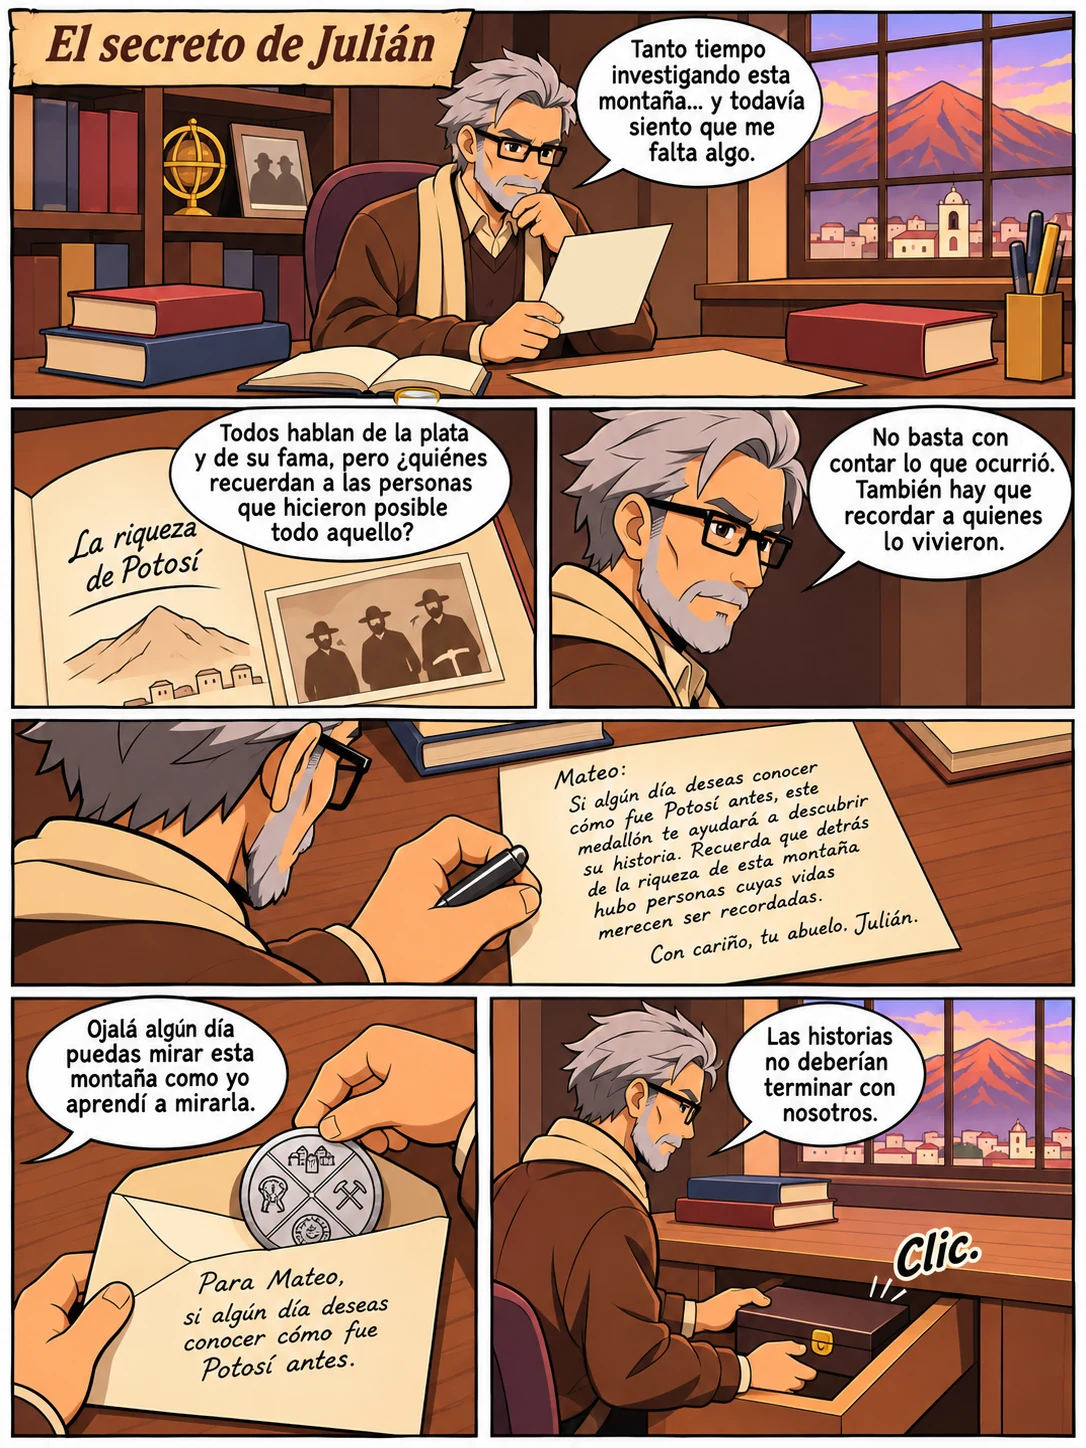 El secreto de Julián
Tanto tiempo
investigando esta
montaña... y todavía
siento que me
falta algo.
Todos hablan de la plata
y de su fama, pero ¿quiénes
recuerdan a las personas
que hicieron posible
todo aquello?
La riqueza
de Potosí
No basta con
contar lo que ocurrió.
También hay que
recordar a quienes
lo vivieron.
Mateo:
Si algún día deseas conocer
cómo fue Potosí antes, este
medallón te ayudará a descubrir
su historia. Recuerda que detrás
de la riqueza de esta montaña
hubo personas cuyas vidas
merecen ser recordadas.
Con cariño, tu abuelo. Julián.
Ojalá algún día
puedas mirar esta
montaña como yo
aprendí a mirarla.
Para Mateo,
si algún día deseas
conocer cómo fue
Potosí antes.
Las historias
no deberían
terminar con
nosotros.
Clic.